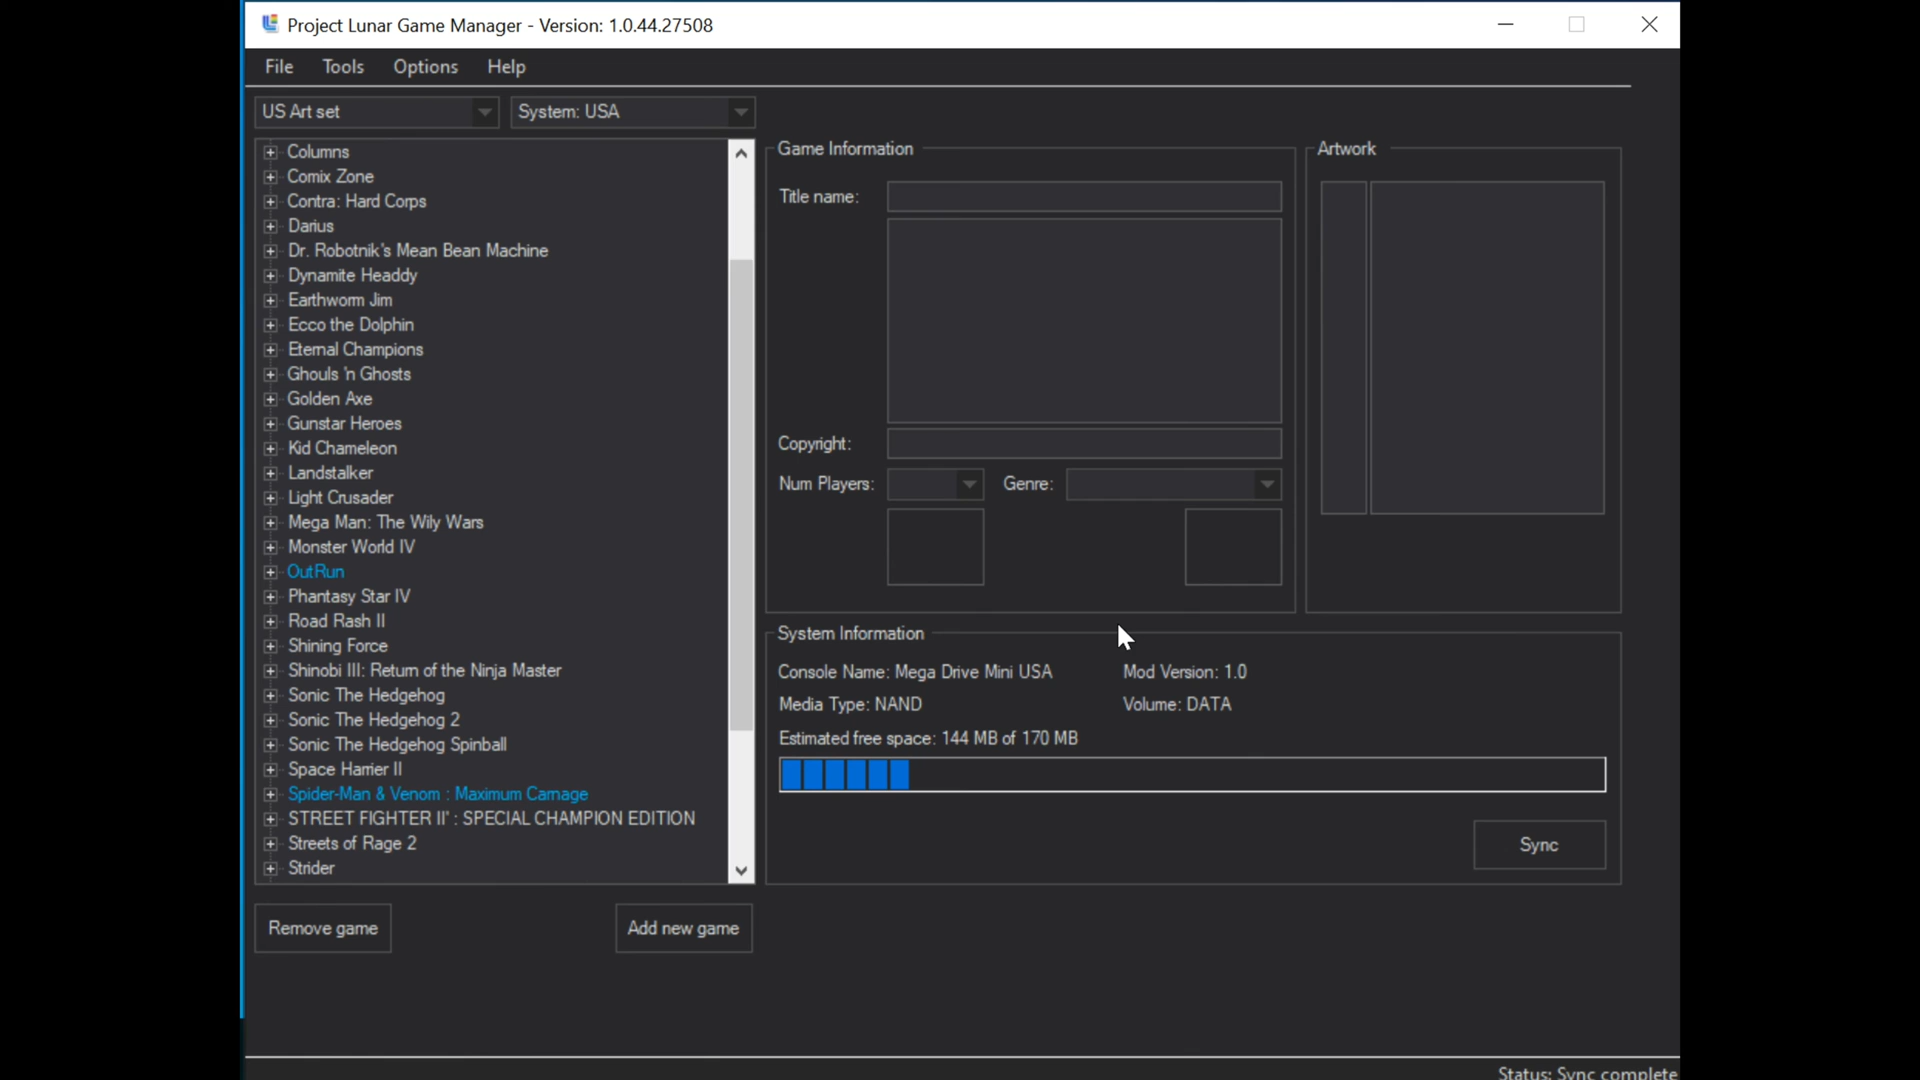 Project Lunar Game Manager - Version: 1.0.44.27508
File Tools Options Help
US Art set System: USA
Columns
Comix Zone
Contra: Hard Corps
Darius
Dr. Robotnik's Mean Bean Machine
Dynamite Headdy
Earthworm Jim
Ecco the Dolphin
Eternal Champions
Ghouls 'n Ghosts
Golden Axe
Gunstar Heroes
Kid Chameleon
Landstalker
Light Crusader
Mega Man: The Wily Wars
Monster World IV
OutRun
Phantasy Star IV
Road Rash II
Shining Force
Shinobi III: Return of the Ninja Master
Sonic The Hedgehog
Sonic The Hedgehog 2
Sonic The Hedgehog Spinball
Space Harrier II
Spider-Man & Venom : Maximum Carnage
STREET FIGHTER II' : SPECIAL CHAMPION EDITION
Streets of Rage 2
Strider
Remove game Add new game
Game Information
Title name:
Copyright:
Num Players: Genre:
Artwork
System Information
Console Name: Mega Drive Mini USA Mod Version: 1.0
Media Type: NAND Volume: DATA
Estimated free space: 144 MB of 170 MB
Sync
Status: Sync complete